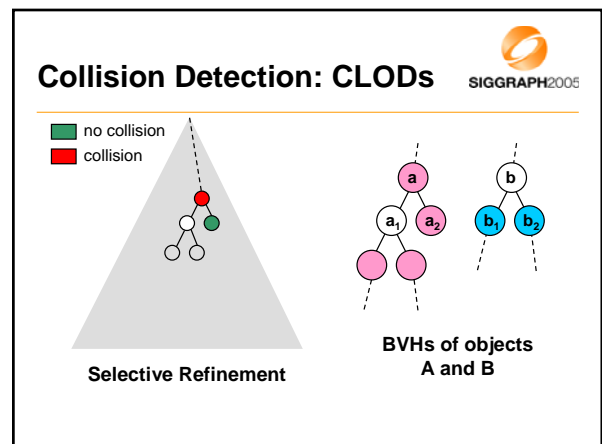 Collision Detection: CLODs
SIGGRAPH2005
no collision
collision
a
b
a1
a2
b1
b2
Selective Refinement
BVHs of objects
A and B